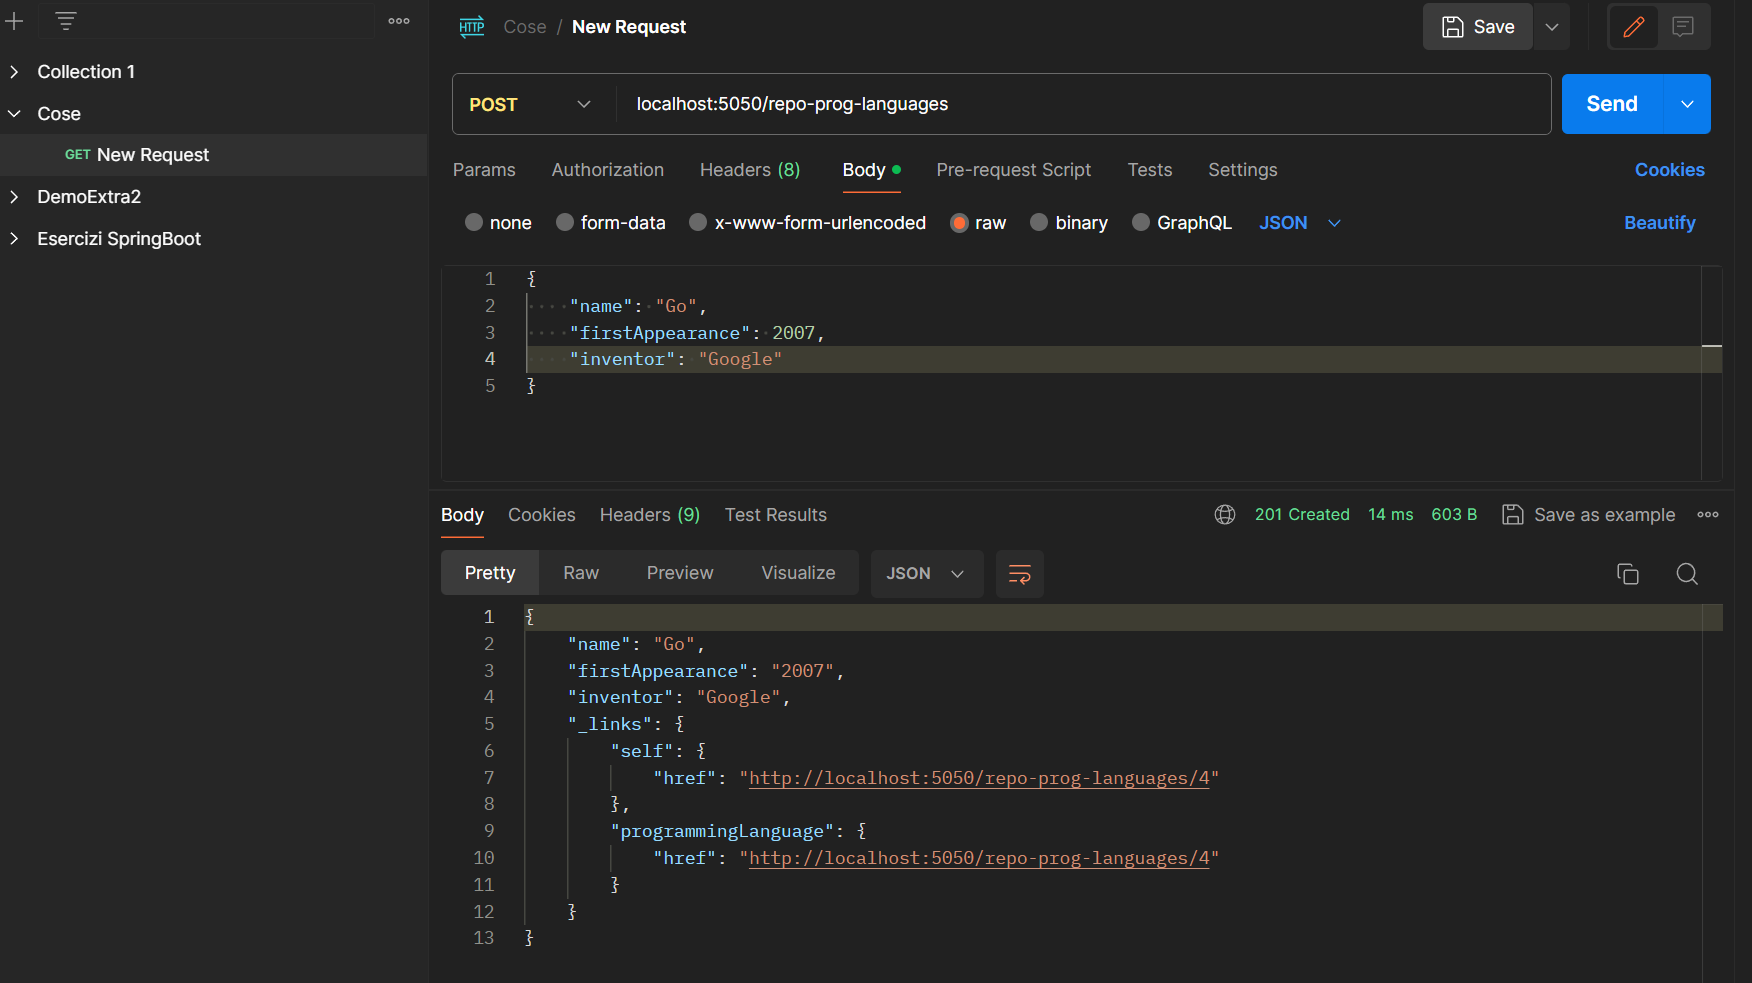 HTTP Cose / New Request Save
Collection 1
Cose
GET New Request
DemoExtra2
Esercizi SpringBoot
POST localhost:5050/repo-prog-languages Send
Params Authorization Headers (8) Body Pre-request Script Tests Settings Cookies
none form-data x-www-form-urlencoded raw binary GraphQL JSON Beautify
1 {
2 "name": "Go",
3 "firstAppearance": 2007,
4 "inventor": "Google"
5 }
Body Cookies Headers (9) Test Results 201 Created 14 ms 603 B Save as example
Pretty Raw Preview Visualize JSON
1 {
2 "name": "Go",
3 "firstAppearance": "2007",
4 "inventor": "Google",
5 "_links": {
6 "self": {
7 "href": "http://localhost:5050/repo-prog-languages/4"
8 },
9 "programmingLanguage": {
10 "href": "http://localhost:5050/repo-prog-languages/4"
11 }
12 }
13 }